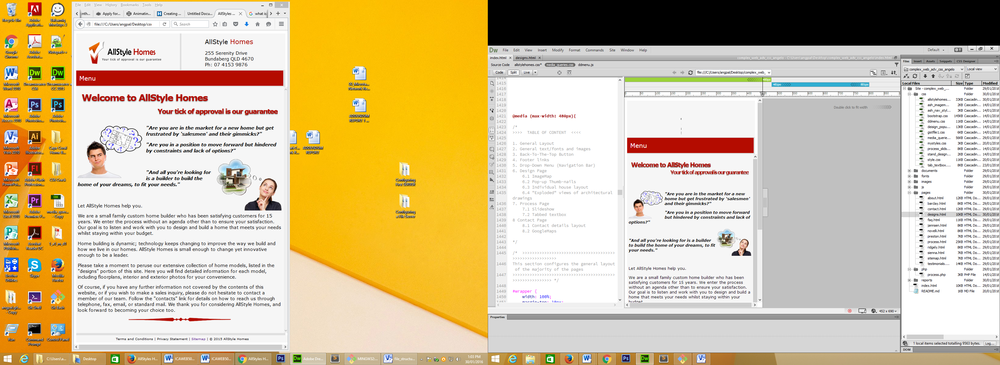 Recycle Bin
Adobe Applicati...
Balsamiq Mockups 3
Google Chrome
Adobe Acrobat...
Notepad++
Microsoft Word 2010
Dreamweaver CS6
Dreamweaver CC 2015
Microsoft Access 2010
Adobe Photosho...
Adobe Photosh...
Microsoft Visio 2010
Adobe Illustrator...
Cape Coral Home B...
Microsoft PowerPoi...
Adobe Flash Profession...
CS6 Crack
Microsoft Excel 2010
Adobe Premiere P...
media_quer... - Copy
Microsoft Publish...
Acrobat Reader DC
1_a1_m_d1
Brother Utilities
Skype
Mozilla Firefox
angpal.git... - Copy
Git Shell
Git Bash
Run
Command Prompt
Control Panel
File Edit View History Bookmarks Tools Help
:nth... Apply for... Animatin... Creating ... Untitled Docu... AllStyles ... what is
file:///C:/Users/angpal/Desktop/coi
Search
AllStyle Homes
Your tick of approval is our guarantee
AllStyle Homes
255 Serenity Drive
Bundaberg QLD 4670
Ph: 07 4153 9876
Menu
Welcome to AllStyle Homes
Your tick of approval is our guarantee
"Are you are in the market for a new home but get
frustrated by 'salesmen' and their gimmicks?"
"Are you in a position to move forward but hindered
by constraints and lack of options?"
"And all you're looking for
is a builder to build the
home of your dreams, to fit your needs."
Let AllStyle Homes help you.
We are a small family custom home builder who has been satisfying customers for 15
years. We enter the process without an agenda other than to ensure your satisfaction.
Our goal is to listen and work with you to design and build a home that meets your needs
whilst staying within your budget.
Home building is dynamic; technology keeps changing to improve the way we build and
how we live in our homes. AllStyle Homes is small enough to change yet innovative
enough to be a leader.
Please take a moment to peruse our extensive collection of home models, listed in the
"designs" portion of this site. Here you will find detailed information for each model,
including floorplans, interior and exterior photos for your convenience.
Of course, if you have any further information not covered by the contents of this
website, or if you wish to make a sales inquiry, please do not hesitate to contact a
member of our team. Follow the "contacts" link for details on how to reach us through
telephone, fax, email, or standard mail. We thank you for considering AllStyle Homes, and
look forward to becoming your choice too.
Terms and Conditions | Privacy Statement | Sitemap | © 2015 AllStyle Homes
00_Microta... Network Re...
ADDENDUM REPORT 1 ...
ADDENDUM REPORT
Configuring First SERVER
Configuring a File Server
C:\Users\a... Desktop AllStyles H... ICAWEB50... ICAWEB50... AllStyles H... Adobe Dre... MINGW32:... file_structu...
1:03 PM
30/01/2016
Dw File Edit View Insert Modify Format Commands Site Window Help
Default
index.html designs.html
complex_web_adv_css_angelo - C:\Users\angpal\Desktop\complex_web_adv_css_angelo\index.html
Source Code allstylehomes.css* media_queries.css ddmenu.js
Code Split Live
file:///C|/Users/angpal/Desktop/complex_web_
480px
481px 801px
0 50 100 150 200 250 300 350 400 450 500 550 600 650 700 750 800 850
Double click to fit width
1414
1415
1416
1417
1418
1419
1420
1421 @media (max-width: 480px){
1422
1423 /*
1424 >>>> TABLE OF CONTENT <<<<
1425
1426 1. General Layout
1427 2. General text/fonts and images
1428 3. Back-To-The-Top Button
1429 4. Footer links
1430 5. Drop-Down Menu (Navigation Bar)
1431 6. Design Page
1432 6.1 ImageMap
1433 6.2 Pop-up Thumb-nails
1434 6.3 Individual house layout
1435 6.4 "Exploded" views of architectural
drawings
1436 7. Process Page
1437 7.1 Slideshow
1438 7.2 Tabbed textbox
1439 8 Contact Page
1440 8.1 Contact details layout
1441 8.2 GoogleMaps
1442
1443 */
1444
1445 /* >>>>>>>>>>>>>>>>>>>>>>>>>>>>>>>>>>>>>>
>>>>>>>>>>>>>>>>>>
1446 This section configures the general layout
of the majority of the pages
1447 >>>>>>>>>>>>>>>>>>>>>>>>>>>>>>>>>>>>>>>>>>
>>>>>>>>>>>>>>>> */
1448
1449 #wrapper {
1450 width: 100%;
1451 margin-top: 10px;
Menu
Welcome to AllStyle Homes
Your tick of approval is our guarantee
"Are you are in the market for a new
home but get frustrated by 'salesmen'
and their gimmicks?"
"Are you in a position to move forward
but hindered by constraints and lack of
options?"
"And all you're looking for is a builder
to build the home of your dreams, to fit
your needs."
Let AllStyle Homes help you.
We are a small family custom home builder who has been
satisfying customers for 15 years. We enter the process
without an agenda other than to ensure your satisfaction.
Our goal is to listen and work with you to design and build a
home that meets your needs whilst staying within your
budget.
452 x 690
Properties
Files Insert Assets Snippets CSS Designer
complex_web_adv_css_angelo Local view
Local Files Size Type Modified
Site - complex_web_... Folder 29/01/2016
css Folder 30/01/2016
allstylehomes... 33KB Cascadin... 30/01/2016
ash_imagem... 2KB Cascadin... 14/01/2016
ash_nav_styl... 3KB Cascadin... 14/01/2016
bootstrap.css 145KB Cascadin... 14/01/2016
ddmenu.css 11KB Cascadin... 14/01/2016
deisign_popu... 13KB Cascadin... 14/01/2016
gistfile1.css 6KB Cascadin... 14/01/2016
media_querie... 56KB Cascadin... 29/01/2016
mystyles.css 3KB Cascadin... 20/01/2016
process_slids... 8KB Cascadin... 14/01/2016
stand_design... 2KB Cascadin... 14/01/2016
style.css 11KB Cascadin... 20/01/2016
tab_textbox.... 8KB Cascadin... 23/01/2016
documents Folder 29/01/2016
fonts Folder 29/01/2016
images Folder 29/01/2016
js Folder 29/01/2016
pages Folder 30/01/2016
about.html 12KB HTML Do... 29/01/2016
barclay.html 8KB HTML Do... 29/01/2016
contact.html 12KB HTML Do... 29/01/2016
designs.html 10KB HTML Do... 30/01/2016
faq.html 11KB HTML Do... 29/01/2016
jannsen.html 8KB HTML Do... 29/01/2016
novelli.html 8KB HTML Do... 29/01/2016
preston.html 7KB HTML Do... 29/01/2016
process.html 25KB HTML Do... 29/01/2016
ridgely.html 8KB HTML Do... 29/01/2016
sienna.html 7KB HTML Do... 29/01/2016
sitemap.html 7KB HTML Do... 29/01/2016
testimonials.... 14KB HTML Do... 29/01/2016
php Folder 29/01/2016
process.php 3KB PHP File 14/01/2016
reports Folder 30/01/2016
index.html 10KB HTML Do... 29/01/2016
README.md 1KB MD File 20/01/2016
1 local items selected totalling 9563 bytes. Log...
DOM